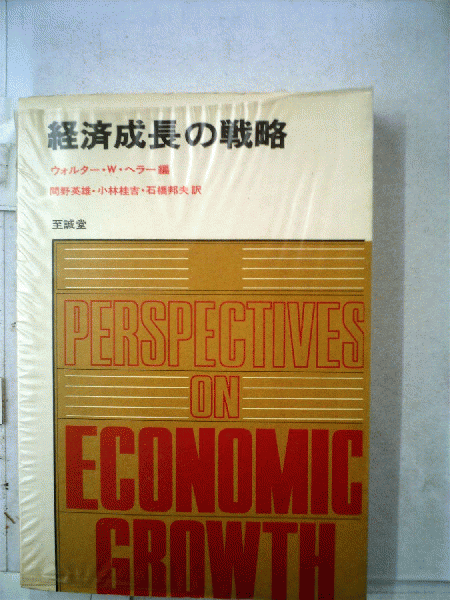 経済成長の戦略
ウォルター・W・ヘラー編
間野英雄・小林桂吉・石橋邦夫訳
至誠堂
PERSPECTIVES
ON
ECONOMIC
GROWTH